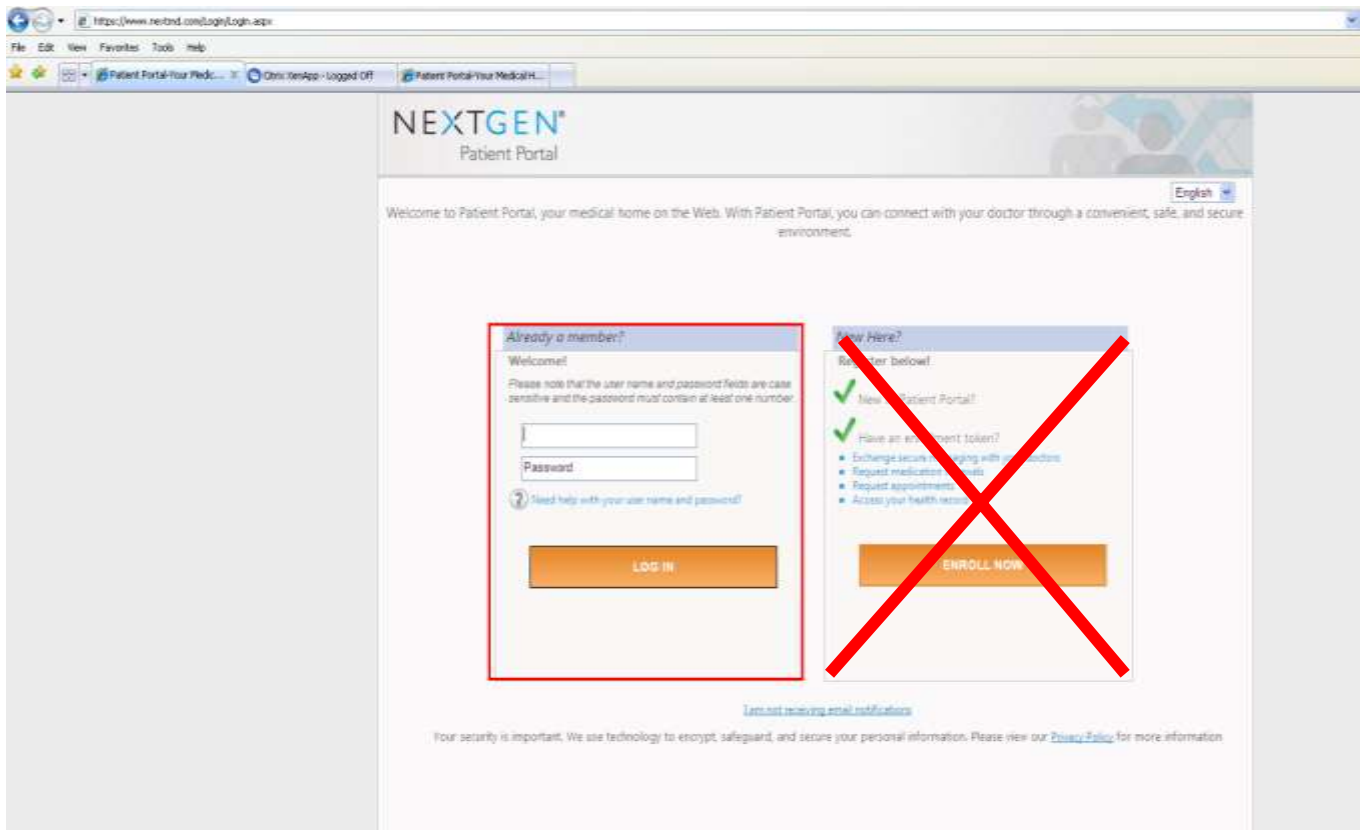 https://www.nextmd.com/Login/Login.aspx
File Edit View Favorites Tools Help
Patient Portal-Your Medic... Citrix XenApp - Logged Off Patient Portal-Your Medical H...
NEXTGEN®
Patient Portal
English
Welcome to Patient Portal, your medical home on the Web. With Patient Portal, you can connect with your doctor through a convenient, safe, and secure
environment.
Already a member?
Welcome!
Please note that the user name and password fields are case
sensitive and the password must contain at least one number.
Password
Need help with your user name and password?
LOG IN
New Here?
Register below!
New to Patient Portal?
Have an enrollment token?
Exchange secure messaging with your doctors
Request medication renewals
Request appointments
Access your health records
ENROLL NOW
I am not receiving email notifications
Your security is important. We use technology to encrypt, safeguard, and secure your personal information. Please view our Privacy Policy for more information